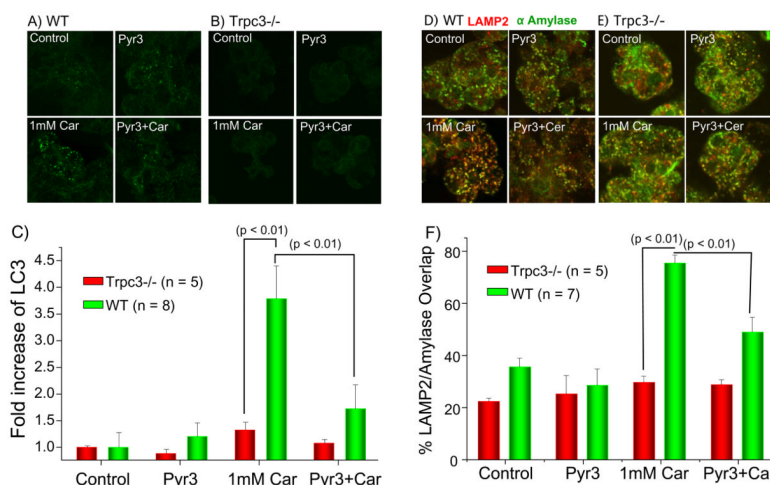 A) WT
B) Trpc3-/-
Control
Pyr3
Control
Pyr3
1mM Car
Pyr3+Car
1mM Car
Pyr3+Car
D) WT LAMP2 α Amylase
E) Trpc3-/-
Control
Pyr3
Control
Pyr3
1mM Car
Pyr3+Cer
1mM Car
Pyr3+Cer
C)
(p < 0.01)
(p < 0.01)
Fold increase of LC3
4.5
4.0
3.5
3.0
2.5
2.0
1.5
1.0
Trpc3-/- (n = 5)
WT (n = 8)
Control
Pyr3
1mM Car
Pyr3+Car
F)
(p < 0.01)
(p < 0.01)
% LAMP2/Amylase Overlap
80
60
40
20
0
Trpc3-/- (n = 5)
WT (n = 7)
Control
Pyr3
1mM Car
Pyr3+Ca